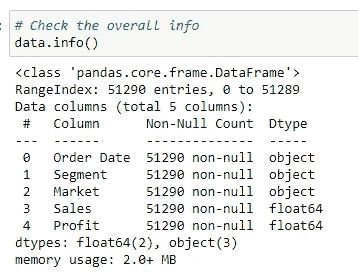 # Check the overall info
data.info()
<class 'pandas.core.frame.DataFrame'>
RangeIndex: 51290 entries, 0 to 51289
Data columns (total 5 columns):
 #   Column      Non-Null Count  Dtype
---  ------      --------------  -----
 0   Order Date  51290 non-null  object
 1   Segment     51290 non-null  object
 2   Market      51290 non-null  object
 3   Sales       51290 non-null  float64
 4   Profit      51290 non-null  float64
dtypes: float64(2), object(3)
memory usage: 2.0+ MB